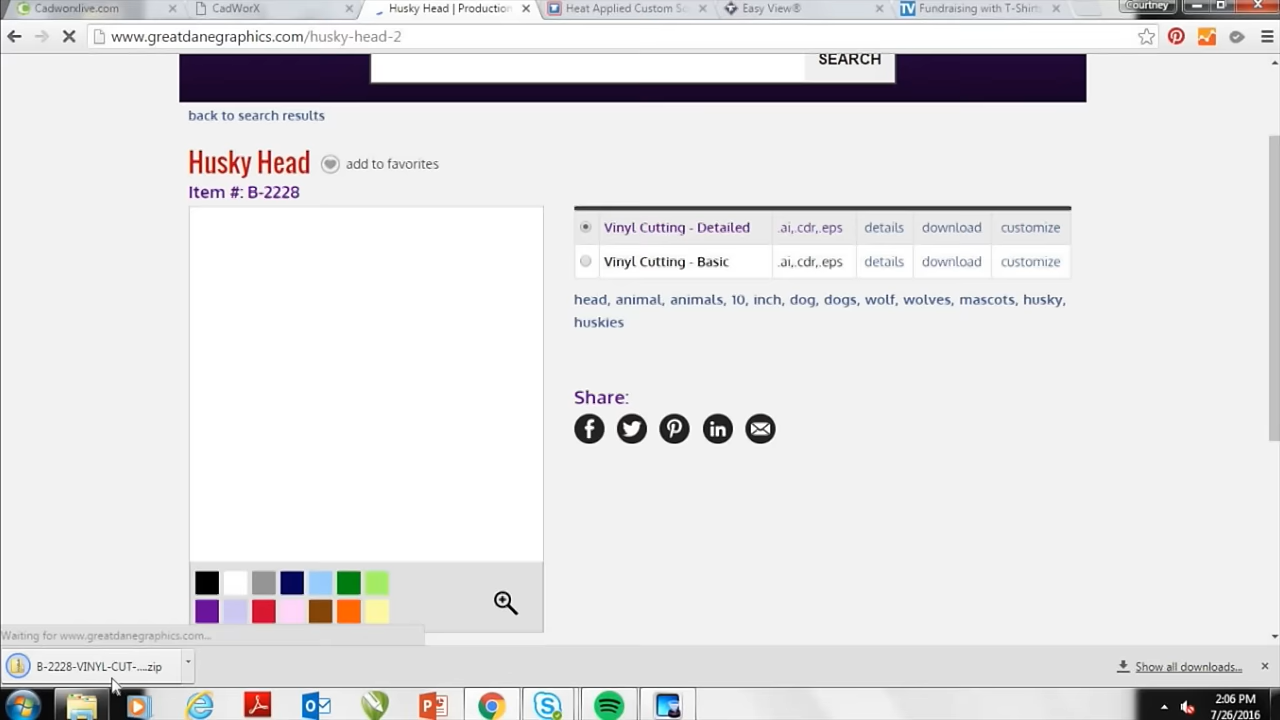 Cadworxlive.com
CadWorX
Husky Head | Production
Heat Applied Custom Sc
Easy View®
Fundraising with T-Shirts
Courtney
www.greatdanegraphics.com/husky-head-2
SEARCH
back to search results
Husky Head add to favorites
Item #: B-2228
Vinyl Cutting - Detailed .ai,.cdr,.eps details download customize
Vinyl Cutting - Basic .ai,.cdr,.eps details download customize
head, animal, animals, 10, inch, dog, dogs, wolf, wolves, mascots, husky,
huskies
Share:
Waiting for www.greatdanegraphics.com...
B-2228-VINYL-CUT-....zip
Show all downloads...
2:06 PM
7/26/2016